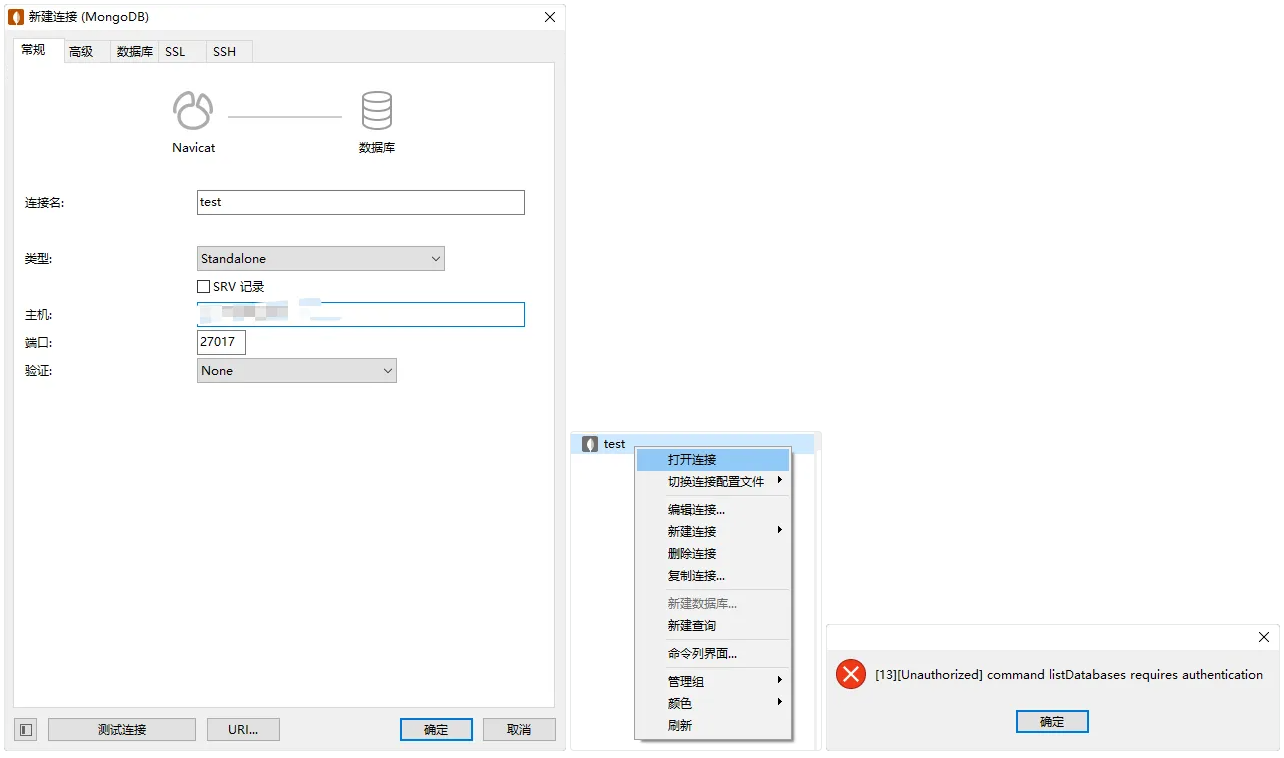 新建连接 (MongoDB)
常规 高级 数据库 SSL SSH
Navicat 数据库
连接名: test
类型: Standalone
SRV 记录
主机:
端口: 27017
验证: None
测试连接 URI... 确定 取消
test
打开连接
切换连接配置文件
编辑连接...
新建连接
删除连接
复制连接...
新建数据库...
新建查询
命令列界面...
管理组
颜色
刷新
[13][Unauthorized] command listDatabases requires authentication
确定